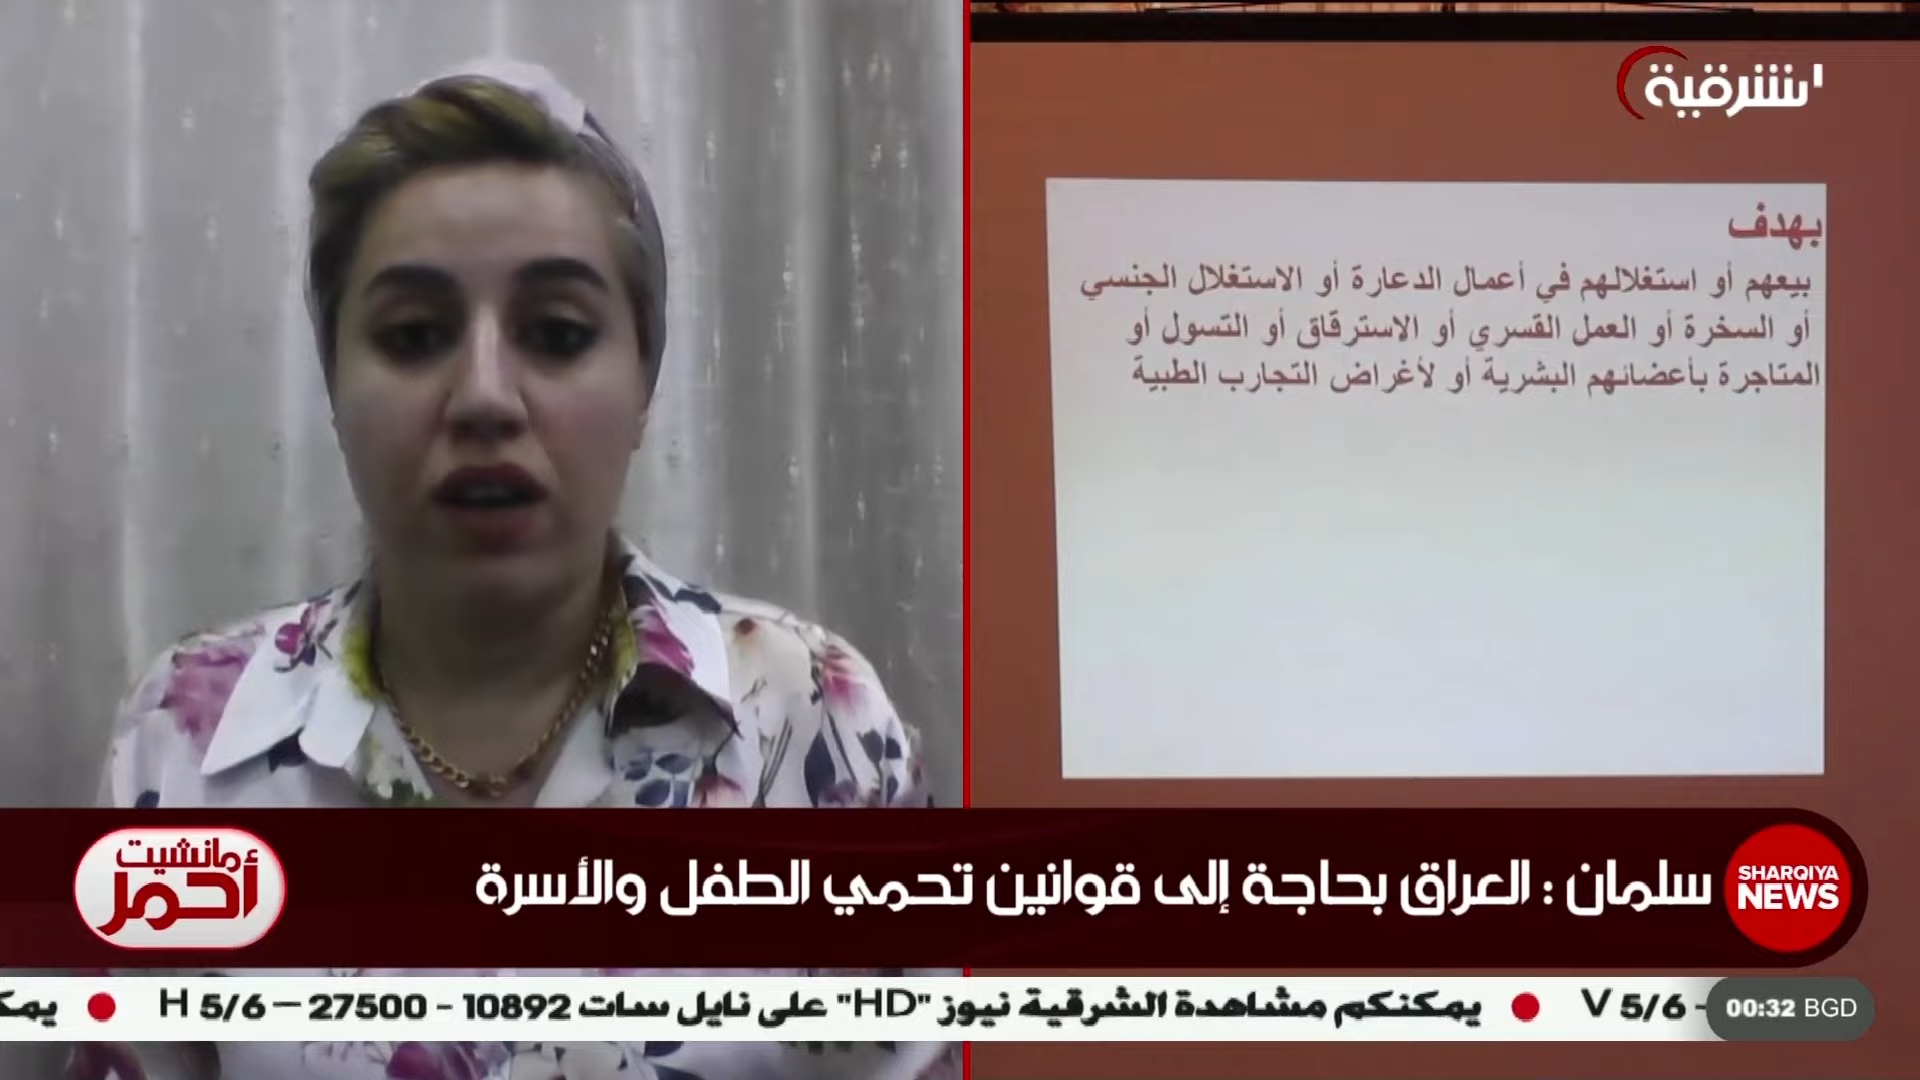 الشرقية
بهدف
بيعهم أو استغلالهم في أعمال الدعارة أو الاستغلال الجنسي
أو السخرة أو العمل القسري أو الاسترقاق أو التسول أو
المتاجرة بأعضائهم البشرية أو لأغراض التجارب الطبية
SHARQIYA
NEWS
سلمان : العراق بحاجة إلى قوانين تحمي الطفل والأسرة
مانشيت
أحمر
00:32 BGD
V 5/6 - ● يمكنكم مشاهدة الشرقية نيوز "HD" على نايل سات 10892 - 27500 – H 5/6 ● يمك